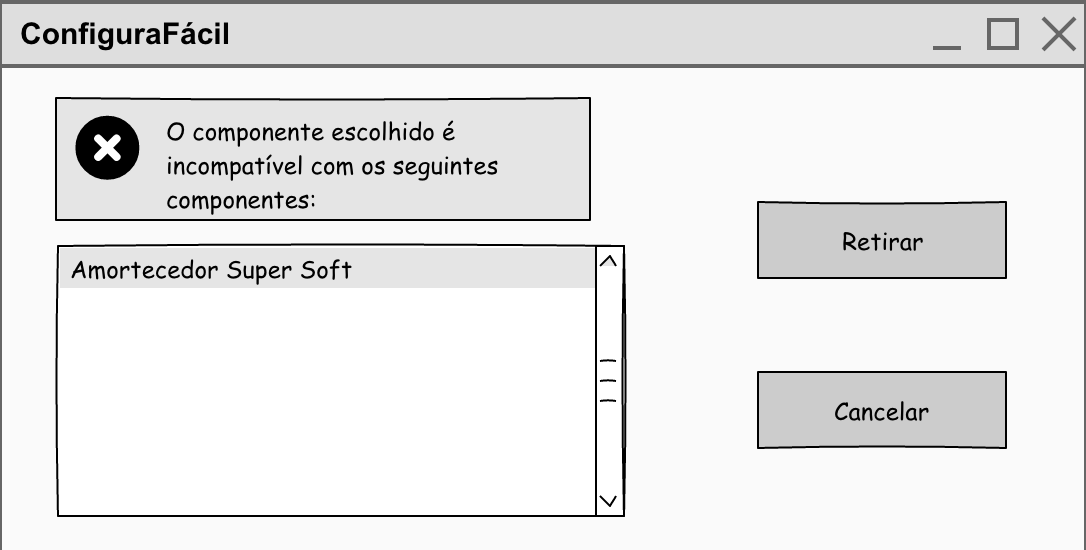 ConfiguraFácil
O componente escolhido é
incompatível com os seguintes
componentes:
Amortecedor Super Soft
Retirar
Cancelar